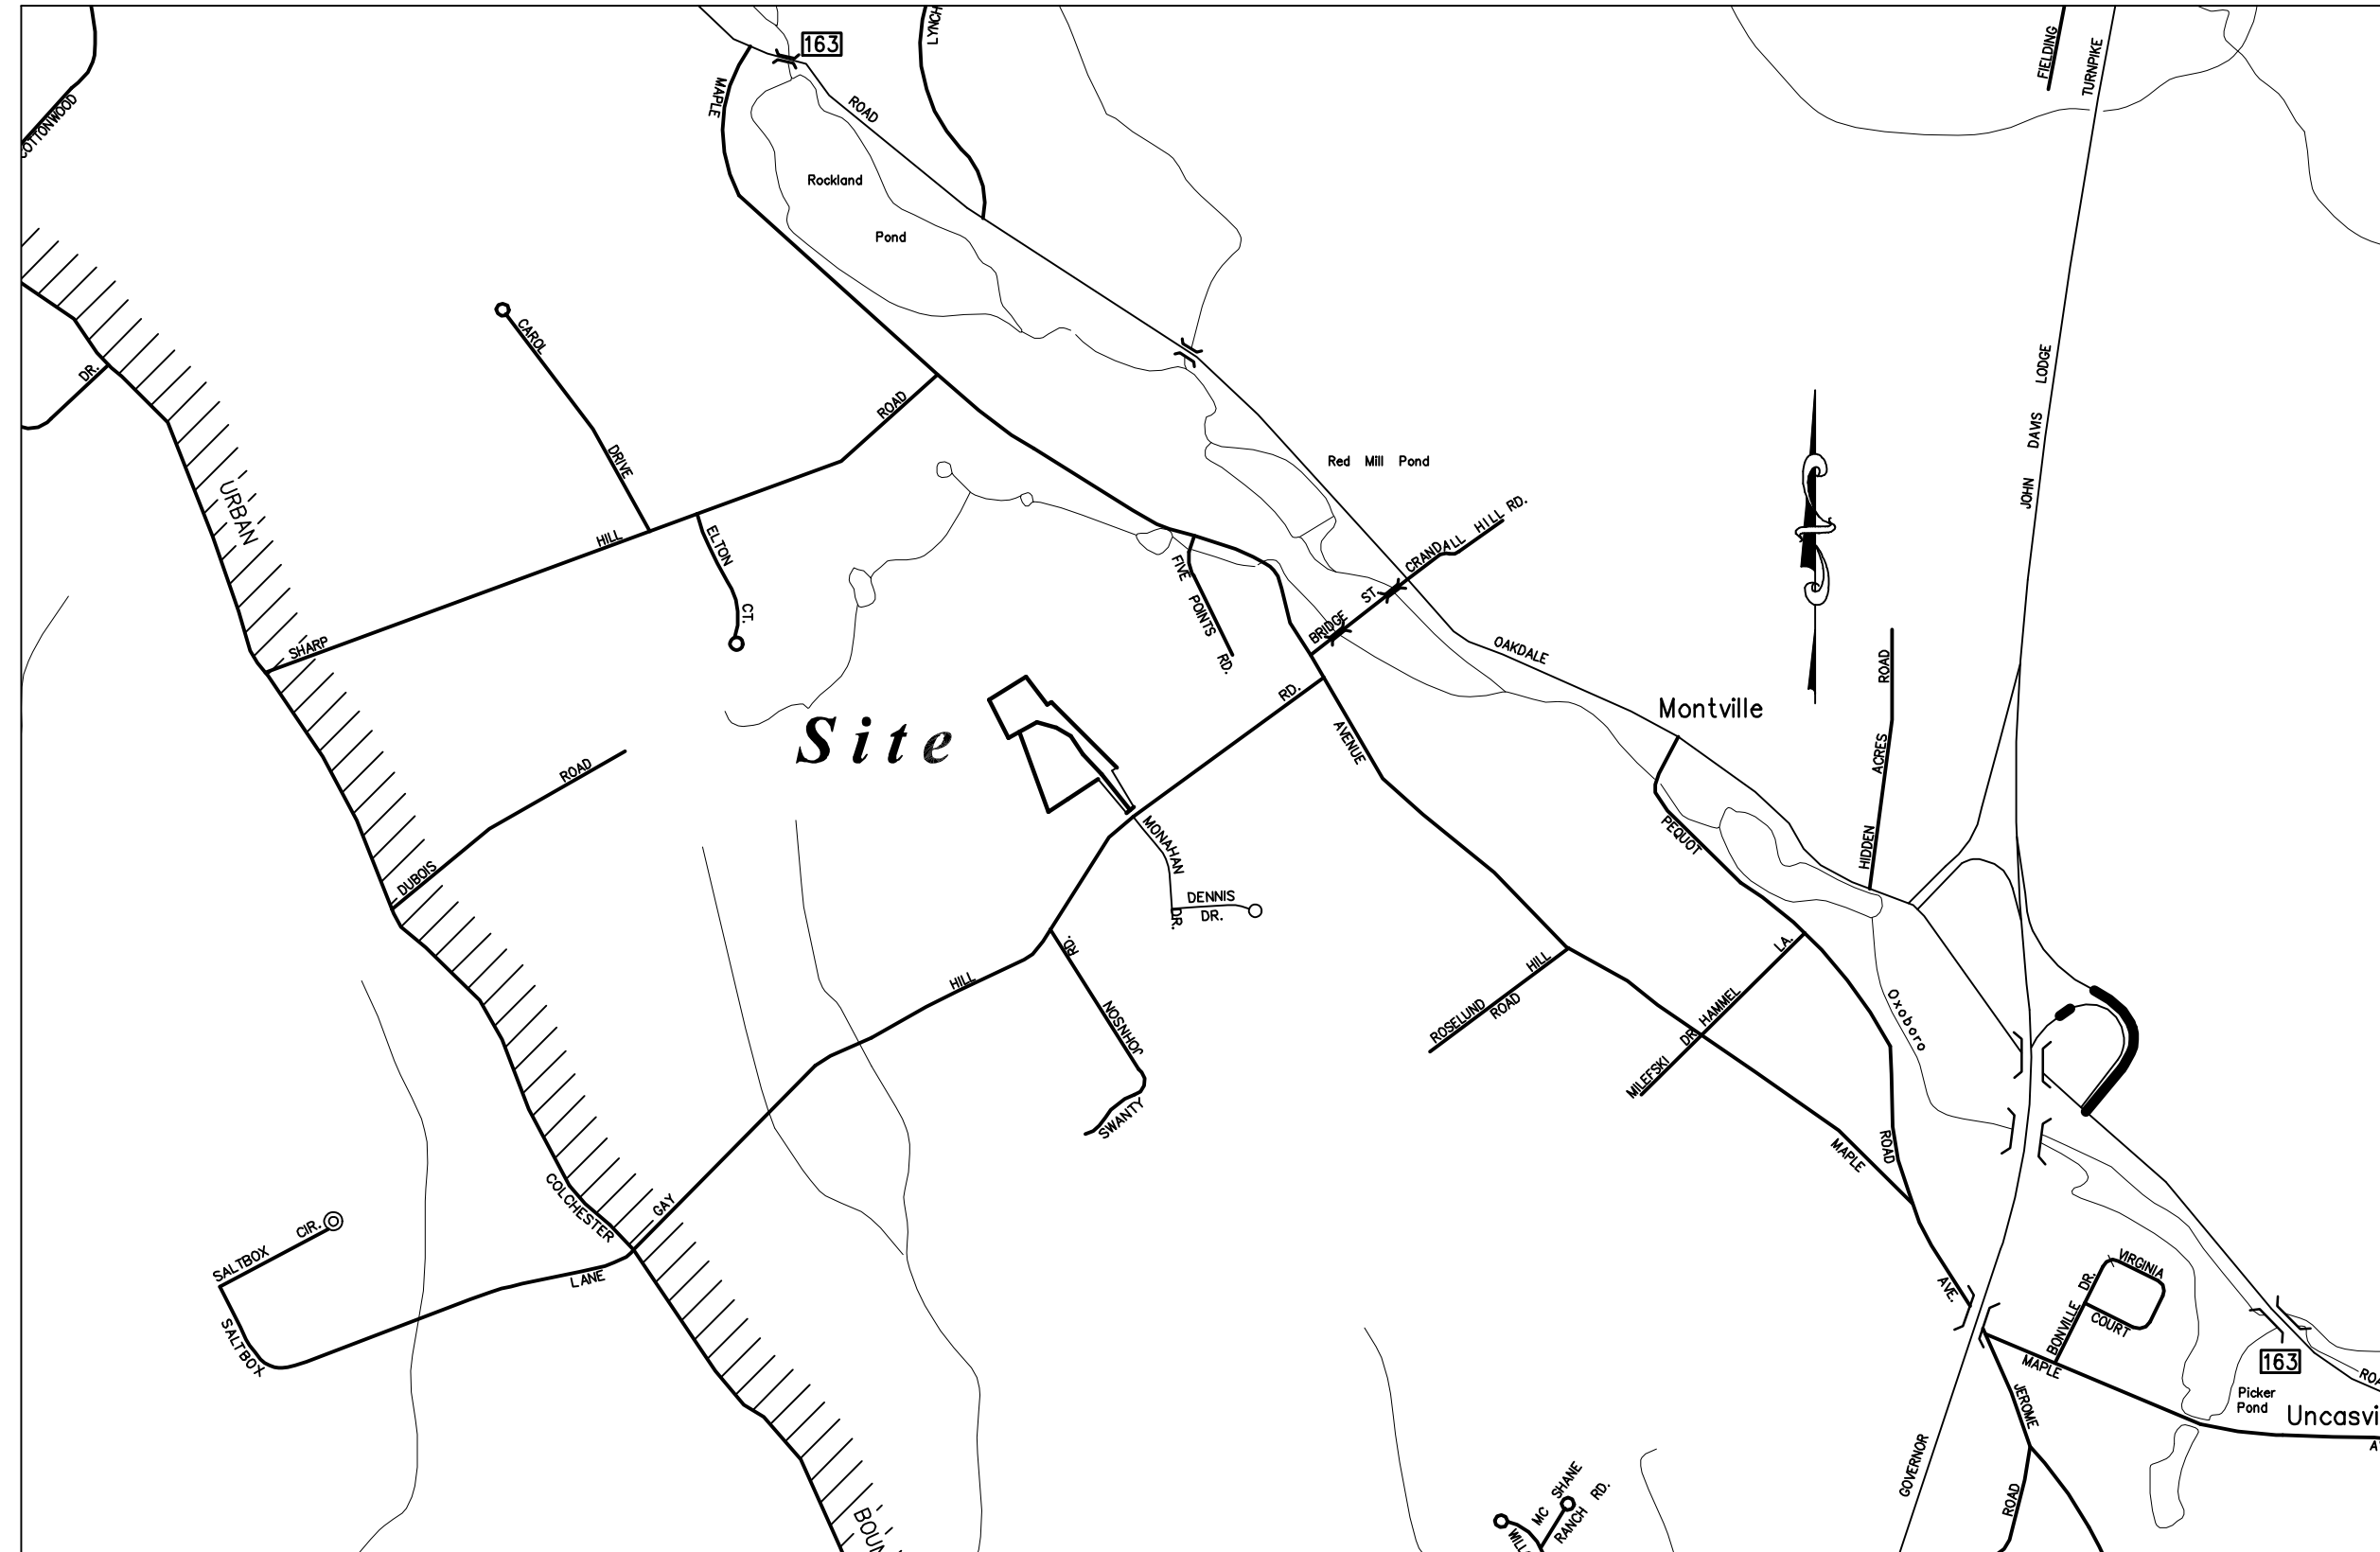 163
LYNCH
FIELDING
TURNPIKE
MAPLE
ROAD
COTTONWOOD
Rockland
Pond
CAROL
DRIVE
DR.
ROAD
LODGE
DAVIS
JOHN
Red Mill Pond
URBAN
HILL
ELTON
CT.
SHARP
FIVE
POINTS
RD.
CRANDALL HILL RD.
BRIDGE ST.
OAKDALE
Montville
ROAD
ACRES
HIDDEN
RD.
AVENUE
Site
ROAD
DUBOIS
MONAHAN
DR.
DENNIS
DR.
PEQUOT
HILL
RD.
JOHNSON
SWANTY
HILL
ROSELUND
ROAD
LA.
HAMMEL
DR.
MILEFSKI
Oxoboro
ROAD
MAPLE
AVE.
COLCHESTER
GAY
LANE
SALTBOX
CIR.
SALTBOX
VIRGINIA
DR.
BONVILLE
COURT
MAPLE
163
Picker
Pond
JEROME
ROAD
GOVERNOR
MC SHANE
RANCH RD.